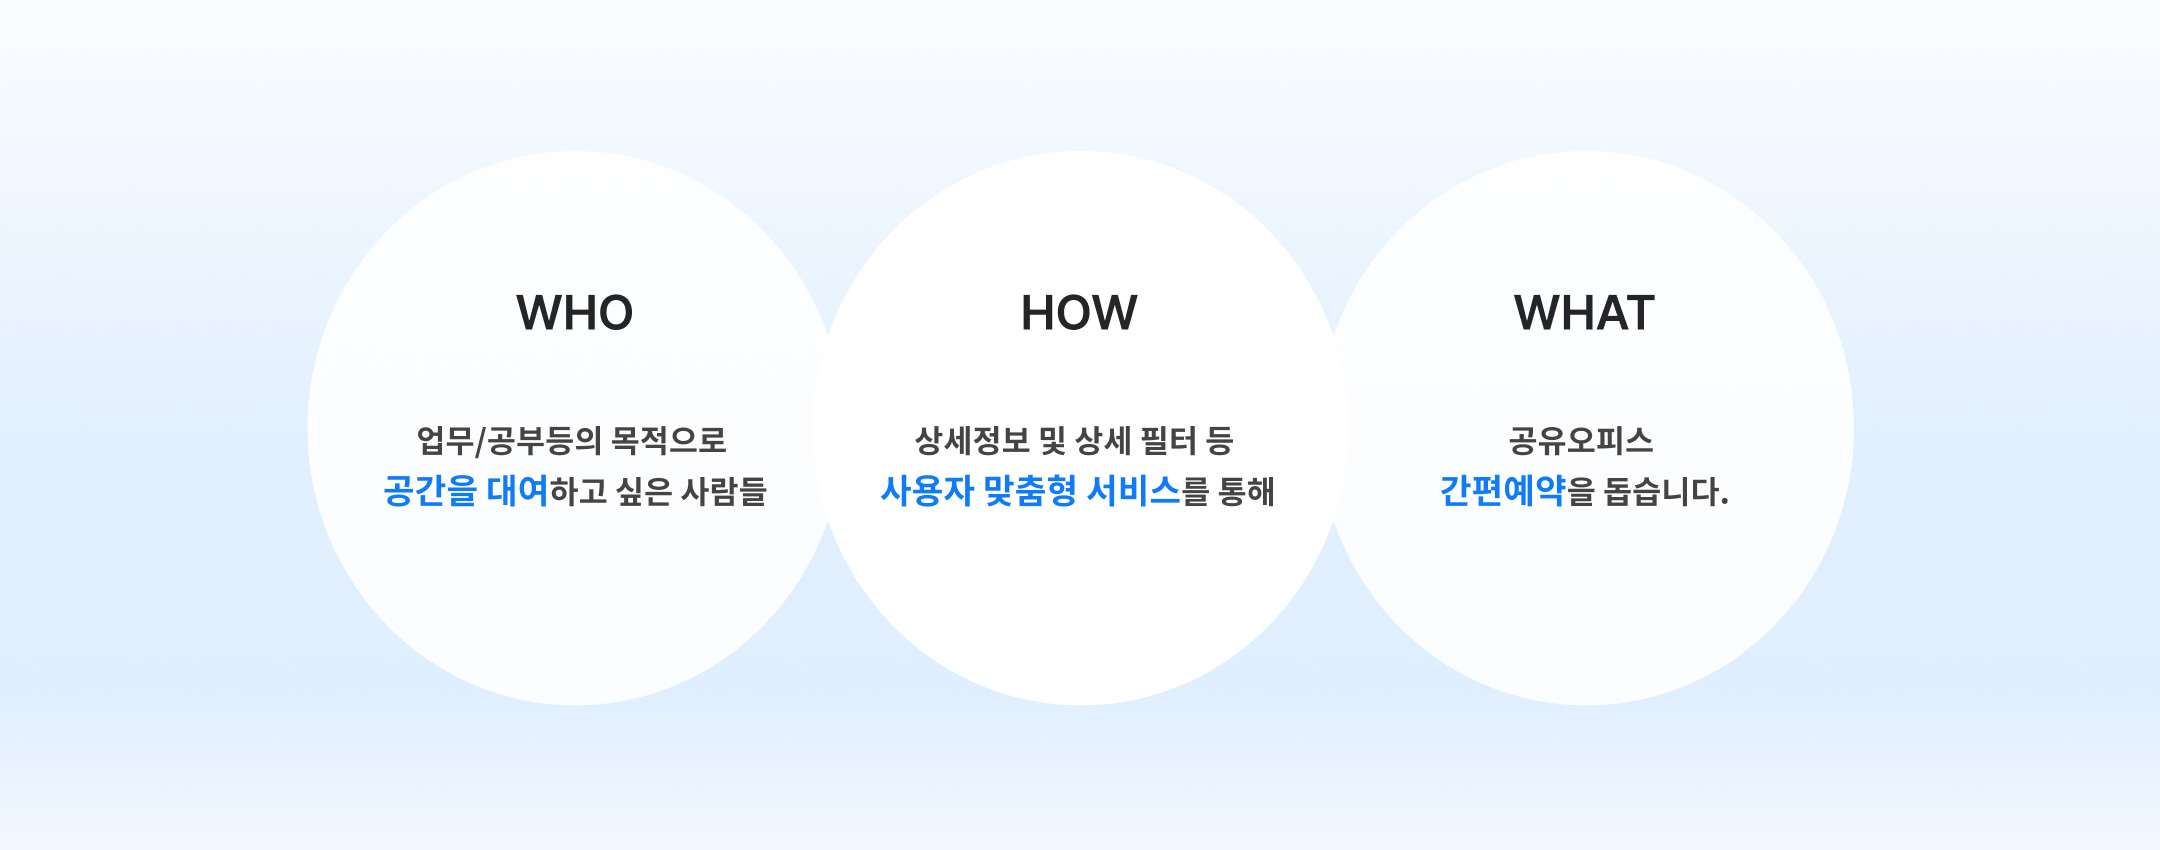 WHO
업무/공부등의 목적으로
공간을 대여하고 싶은 사람들
HOW
상세정보 및 상세 필터 등
사용자 맞춤형 서비스를 통해
WHAT
공유오피스
간편예약을 돕습니다.